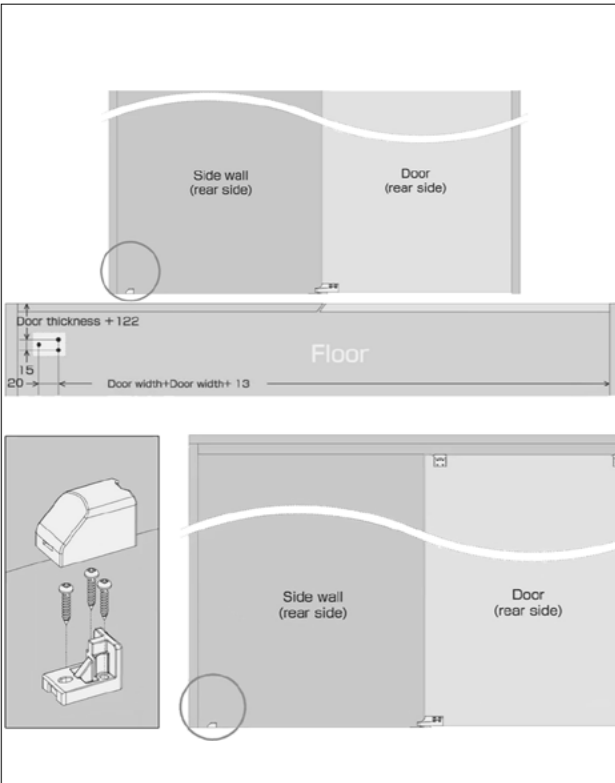 Side wall
(rear side)
Door
(rear side)
Door thickness +122
Floor
15
20
Door width+Door width+ 13
Side wall
(rear side)
Door
(rear side)